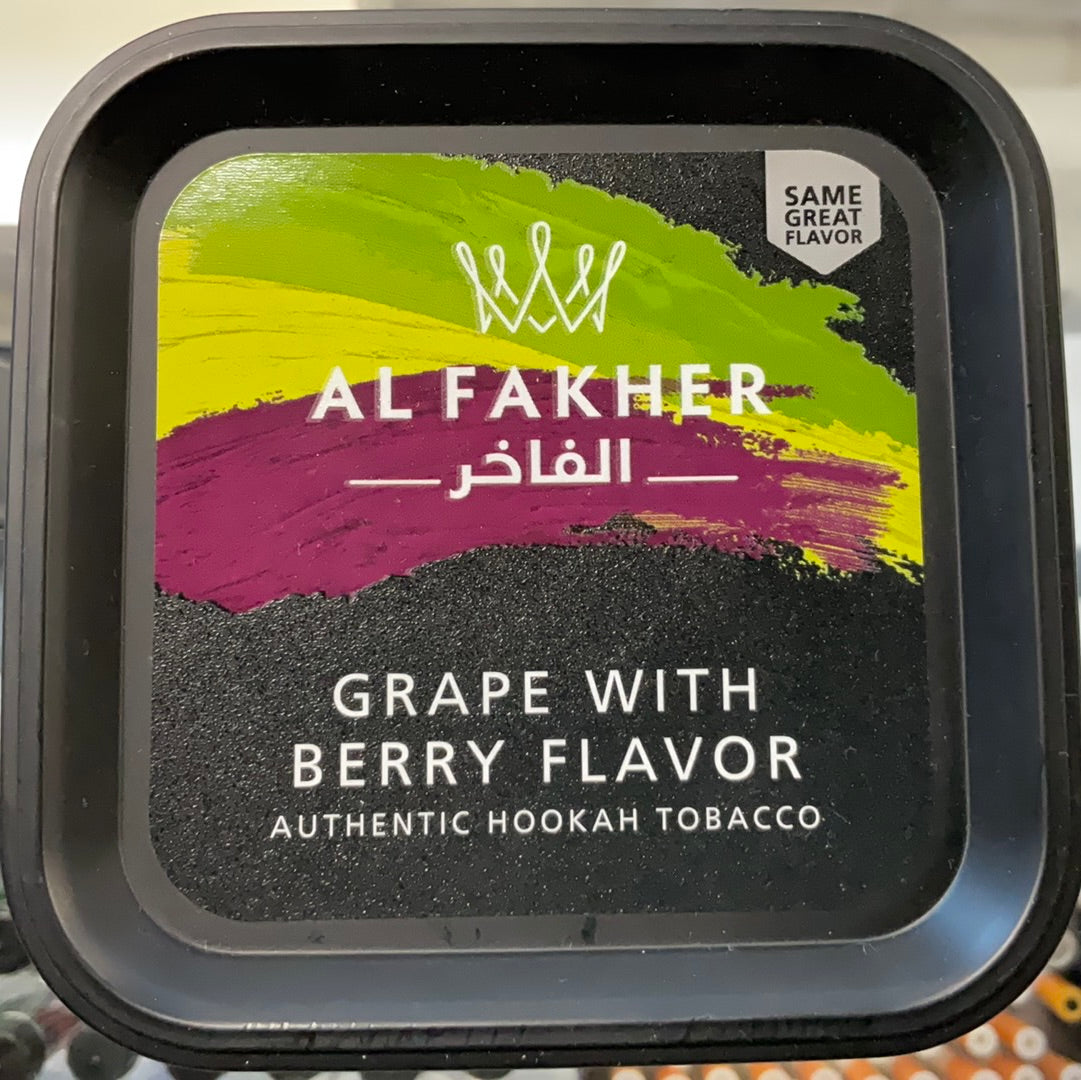 SAME
GREAT
FLAVOR
AL FAKHER
الفاخر
GRAPE WITH
BERRY FLAVOR
AUTHENTIC HOOKAH TOBACCO